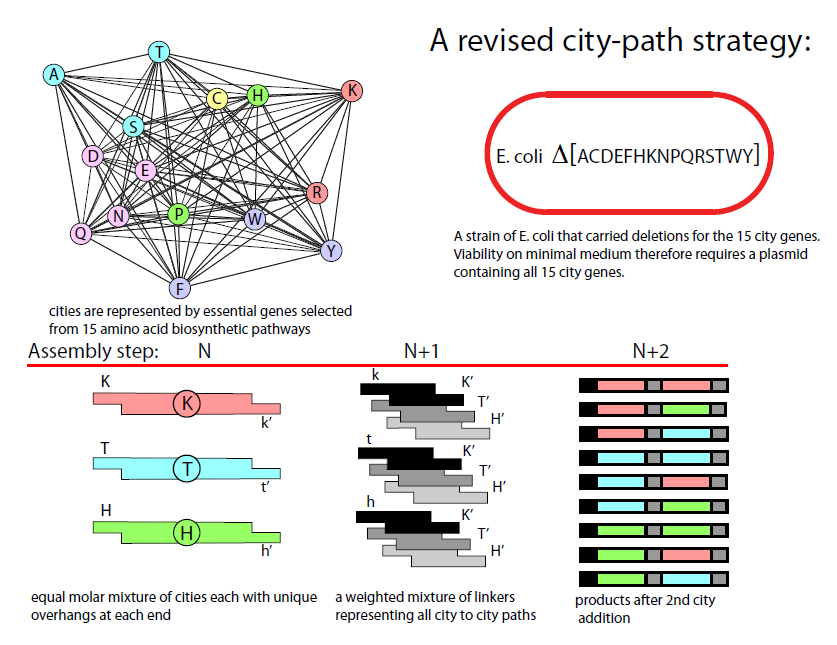 A revised city-path strategy:
T
A
C
H
K
S
D
E
R
N
P
W
Q
Y
F
E. coli Δ[ACDEFHKNPQRSTWY]
A strain of E. coli that carried deletions for the 15 city genes.
Viability on minimal medium therefore requires a plasmid
containing all 15 city genes.
cities are represented by essential genes selected
from 15 amino acid biosynthetic pathways
Assembly step: N N+1 N+2
K
K
k’
T
T
t’
H
H
h’
k
K’
T’
H’
t
K’
T’
H’
h
K’
T’
H’
equal molar mixture of cities each with unique
overhangs at each end
a weighted mixture of linkers
representing all city to city paths
products after 2nd city
addition